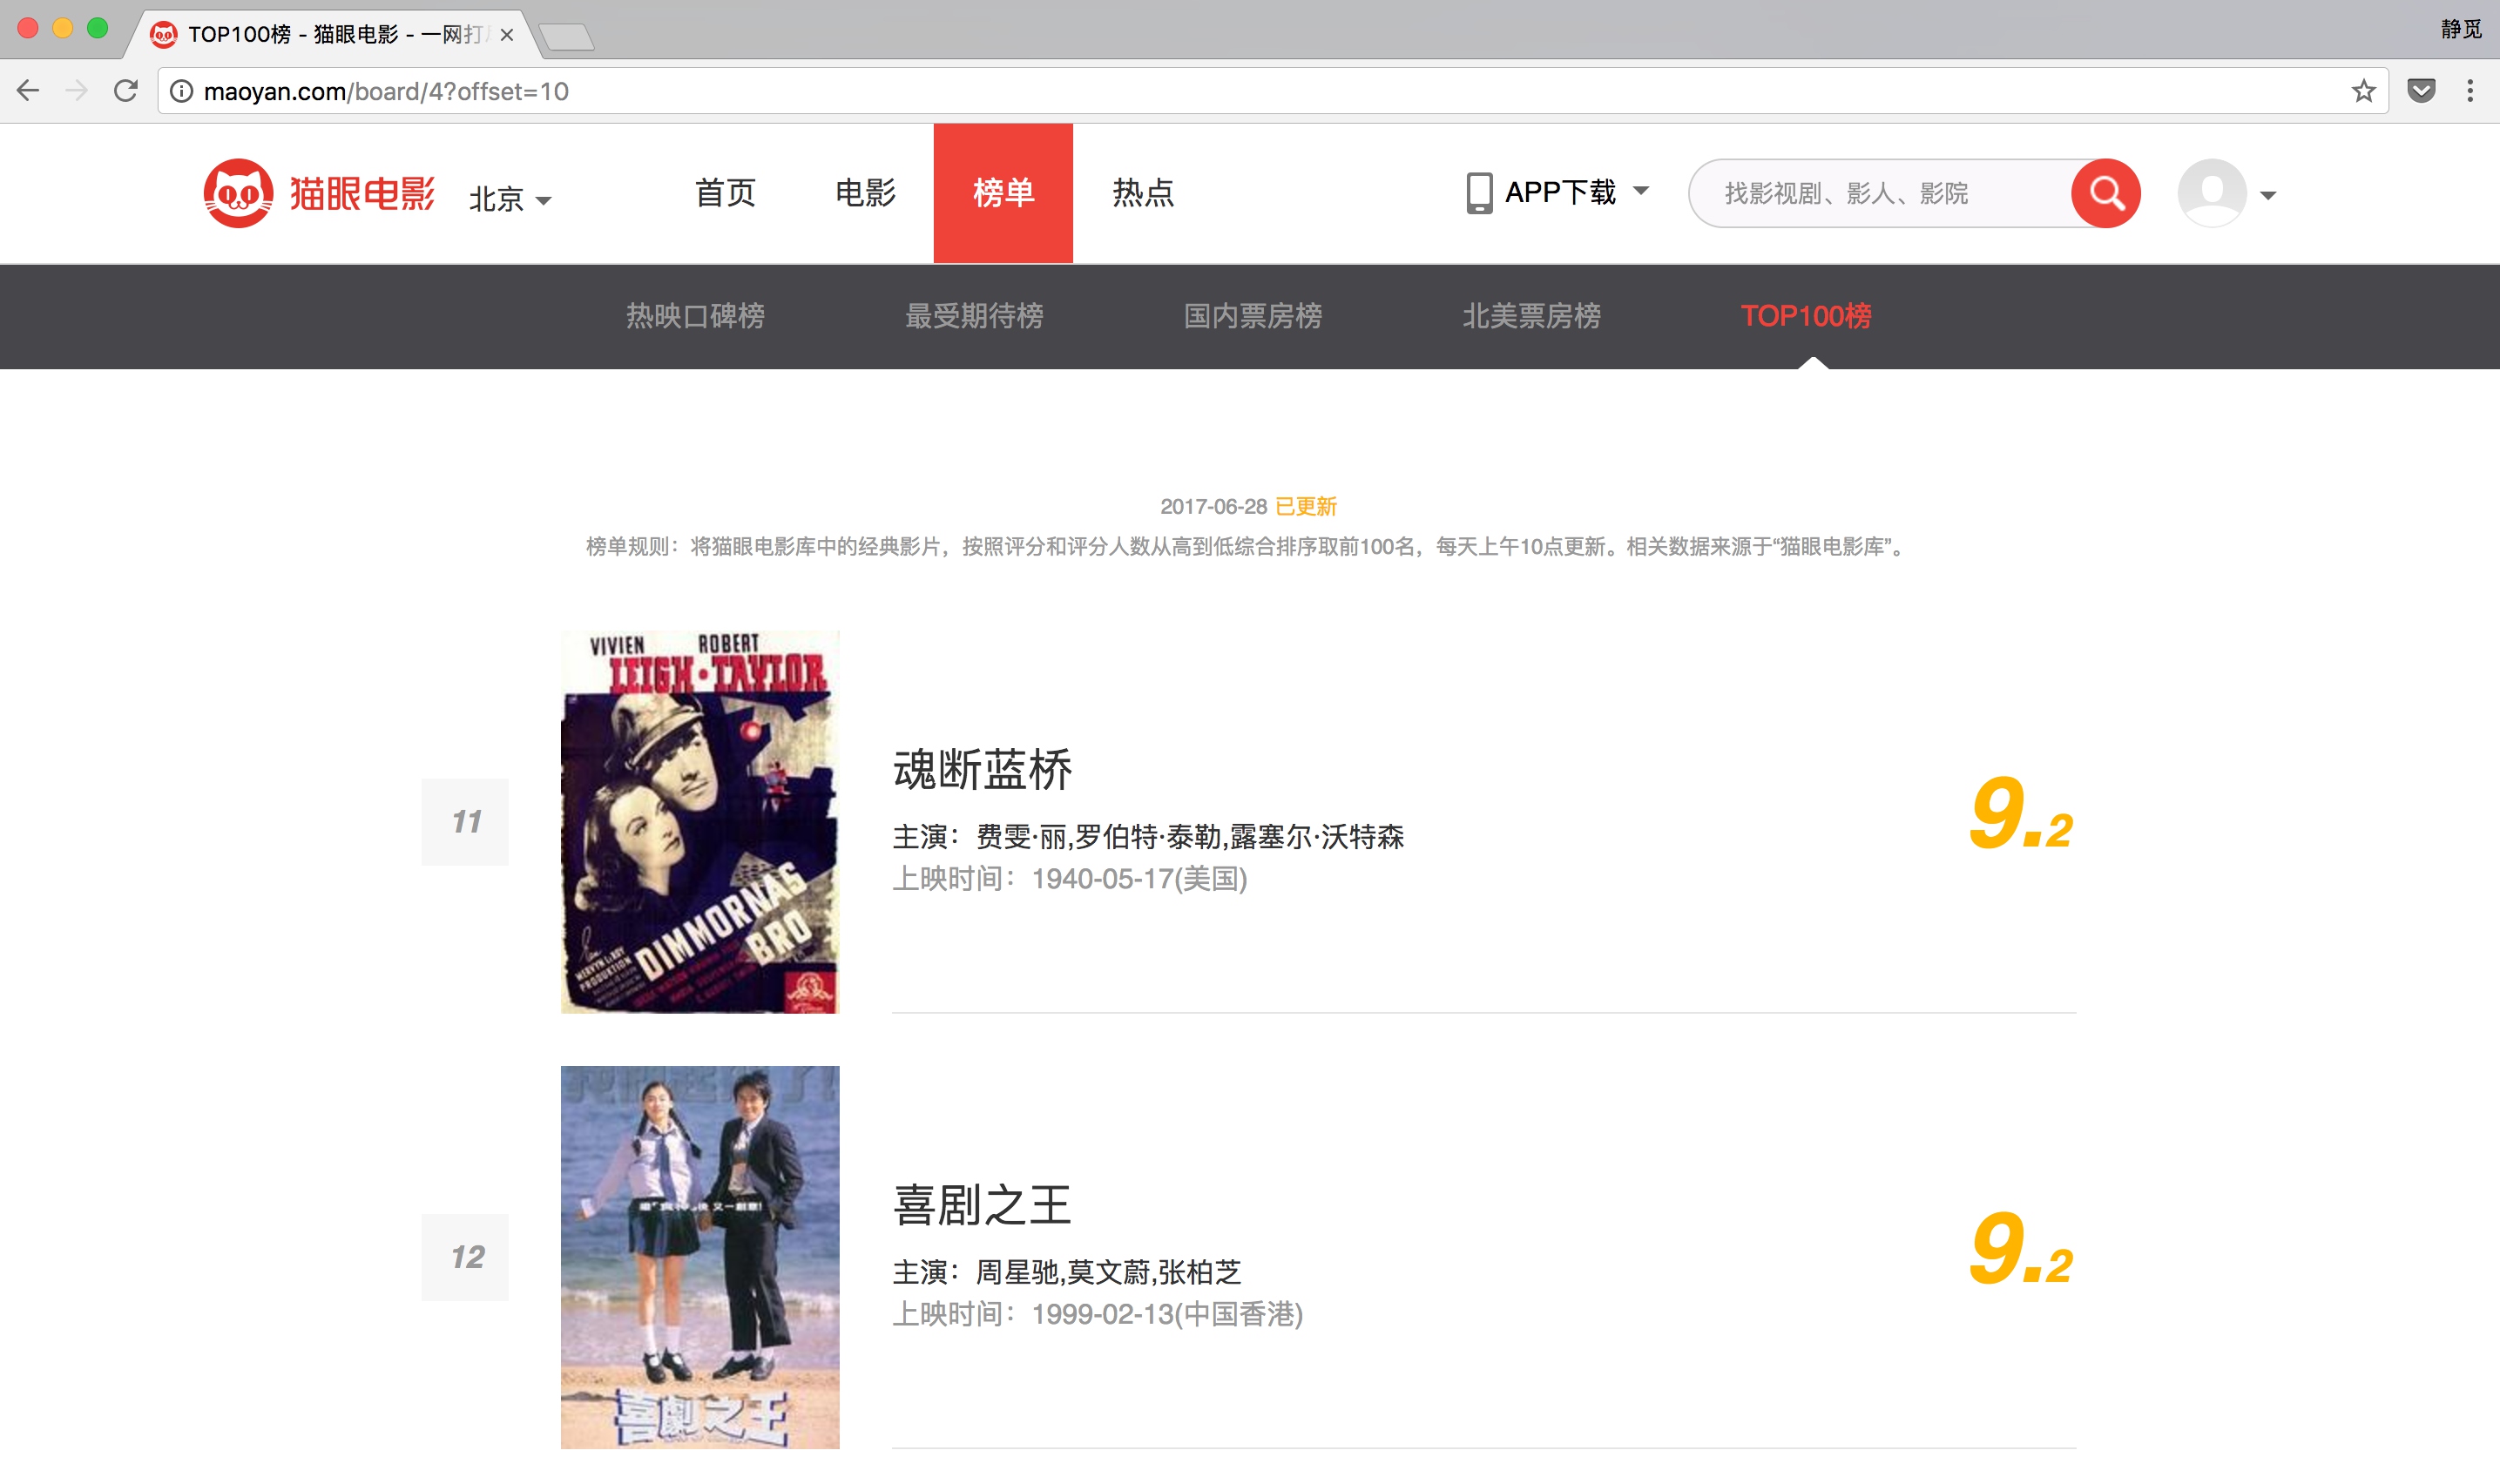 TOP100榜 - 猫眼电影 - 一网打
静觅
maoyan.com/board/4?offset=10
猫眼电影
北京
首页
电影
榜单
热点
APP下载
找影视剧、影人、影院
热映口碑榜
最受期待榜
国内票房榜
北美票房榜
TOP100榜
2017-06-28 已更新
榜单规则：将猫眼电影库中的经典影片，按照评分和评分人数从高到低综合排序取前100名，每天上午10点更新。相关数据来源于“猫眼电影库”。
11
VIVIEN ROBERT
LEIGH·TAYLOR
DIMMORNAS
BRO
MERVYN LeROY
PRODUKTION
魂断蓝桥
主演：费雯·丽,罗伯特·泰勒,露塞尔·沃特森
上映时间：1940-05-17(美国)
9.2
12
喜劇之王
喜剧之王
主演：周星驰,莫文蔚,张柏芝
上映时间：1999-02-13(中国香港)
9.2